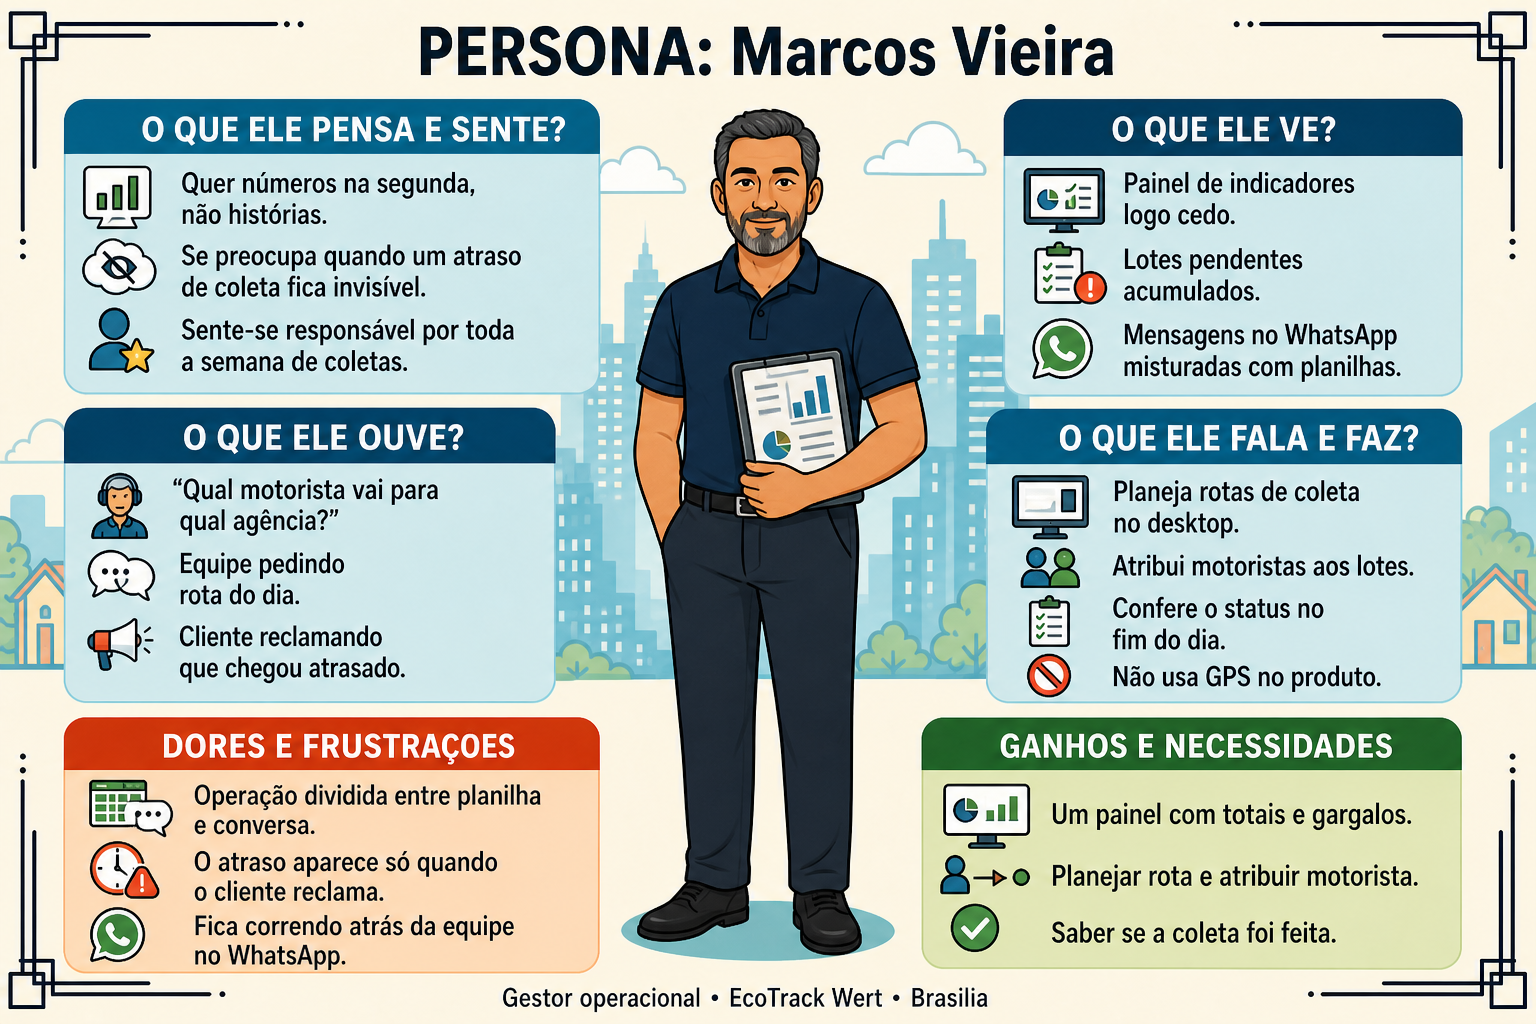 PERSONA: Marcos Vieira
O QUE ELE PENSA E SENTE?
Quer números na segunda,
não histórias.
Se preocupa quando um atraso
de coleta fica invisível.
Sente-se responsável por toda
a semana de coletas.
O QUE ELE VE?
Painel de indicadores
logo cedo.
Lotes pendentes
acumulados.
Mensagens no WhatsApp
misturadas com planilhas.
O QUE ELE OUVE?
“Qual motorista vai para
qual agência?”
Equipe pedindo
rota do dia.
Cliente reclamando
que chegou atrasado.
O QUE ELE FALA E FAZ?
Planeja rotas de coleta
no desktop.
Atribui motoristas aos lotes.
Confere o status no
fim do dia.
Não usa GPS no produto.
DORES E FRUSTRAÇOES
Operação dividida entre planilha
e conversa.
O atraso aparece só quando
o cliente reclama.
Fica correndo atrás da equipe
no WhatsApp.
GANHOS E NECESSIDADES
Um painel com totais e gargalos.
Planejar rota e atribuir motorista.
Saber se a coleta foi feita.
Gestor operacional • EcoTrack Wert • Brasilia